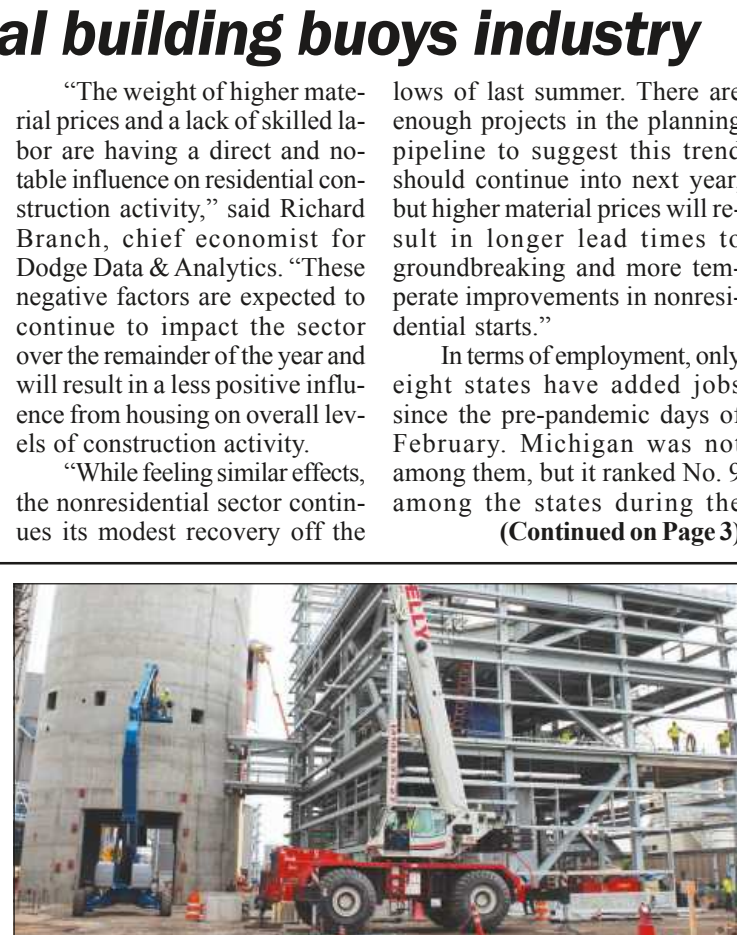 al building buoys industry
“The weight of higher mate-
rial prices and a lack of skilled la-
bor are having a direct and no-
table influence on residential con-
struction activity,” said Richard
Branch, chief economist for
Dodge Data & Analytics. “These
negative factors are expected to
continue to impact the sector
over the remainder of the year and
will result in a less positive influ-
ence from housing on overall lev-
els of construction activity.
“While feeling similar effects,
the nonresidential sector contin-
ues its modest recovery off the
lows of last summer. There are
enough projects in the planning
pipeline to suggest this trend
should continue into next year,
but higher material prices will re-
sult in longer lead times to
groundbreaking and more tem-
perate improvements in nonresi-
dential starts.”
In terms of employment, only
eight states have added jobs
since the pre-pandemic days of
February. Michigan was not
among them, but it ranked No. 9
among the states during the
(Continued on Page 3)
ELLY